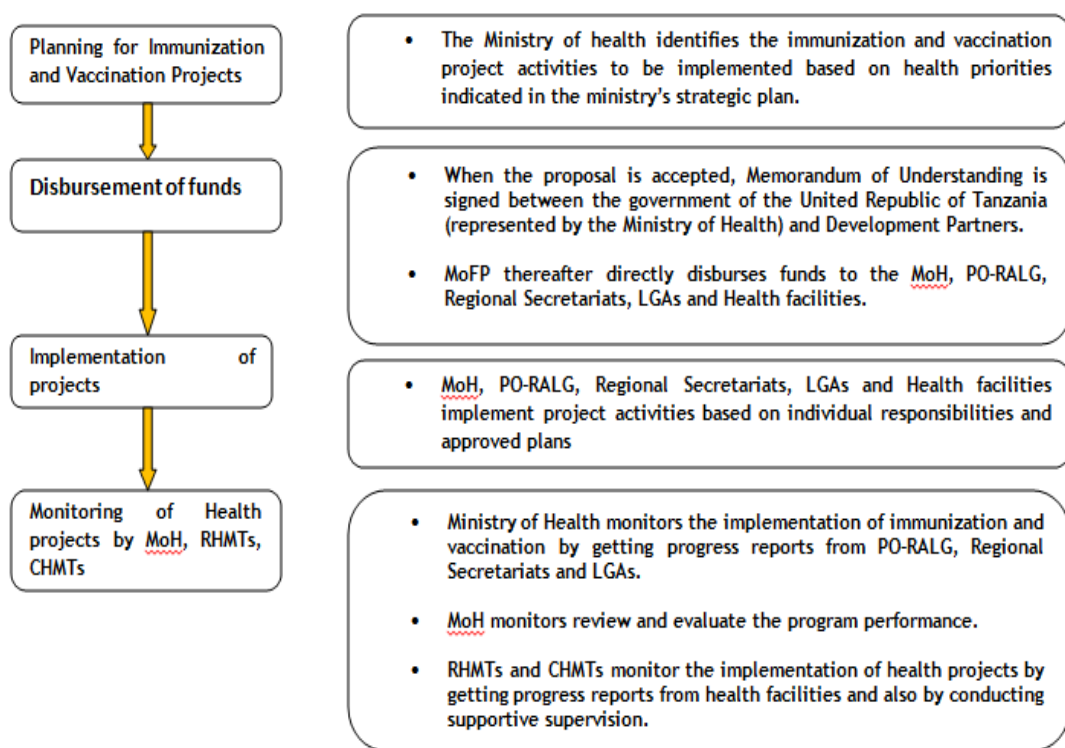 Planning for Immunization
and Vaccination Projects
• The Ministry of health identifies the immunization and vaccination
project activities to be implemented based on health priorities
indicated in the ministry's strategic plan.
Disbursement of funds
• When the proposal is accepted, Memorandum of Understanding is
signed between the government of the United Republic of Tanzania
(represented by the Ministry of Health) and Development Partners.
• MoFP thereafter directly disburses funds to the MoH, PO-RALG,
Regional Secretariats, LGAs and Health facilities.
Implementation of
projects
• MoH, PO-RALG, Regional Secretariats, LGAs and Health facilities
implement project activities based on individual responsibilities and
approved plans
Monitoring of Health
projects by MoH, RHMTs,
CHMTs
• Ministry of Health monitors the implementation of immunization and
vaccination by getting progress reports from PO-RALG, Regional
Secretariats and LGAs.
• MoH monitors review and evaluate the program performance.
• RHMTs and CHMTs monitor the implementation of health projects by
getting progress reports from health facilities and also by conducting
supportive supervision.